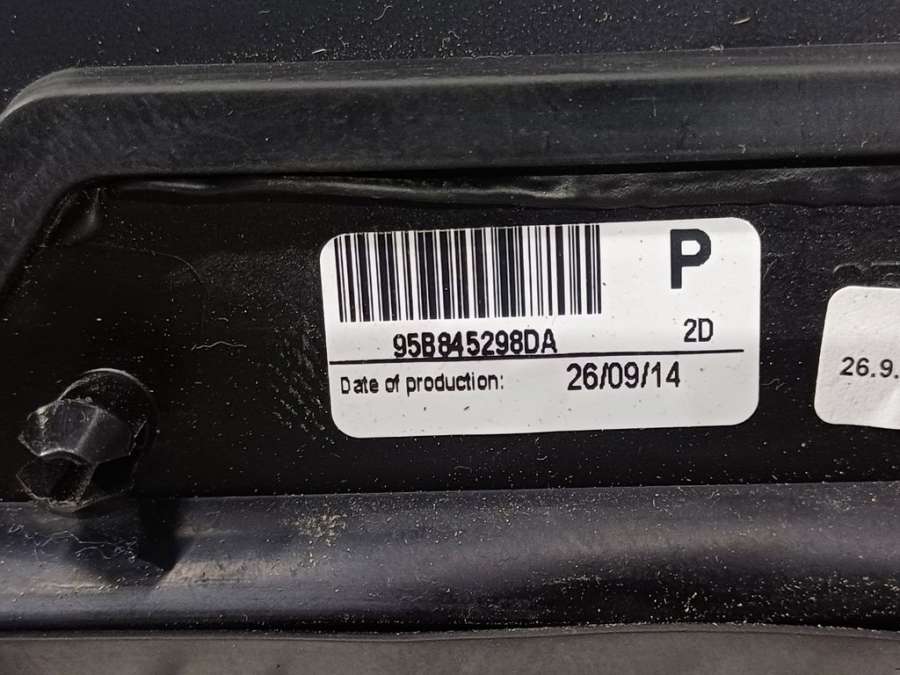 P
95B845298DA 2D
Date of production: 26/09/14
26.9.